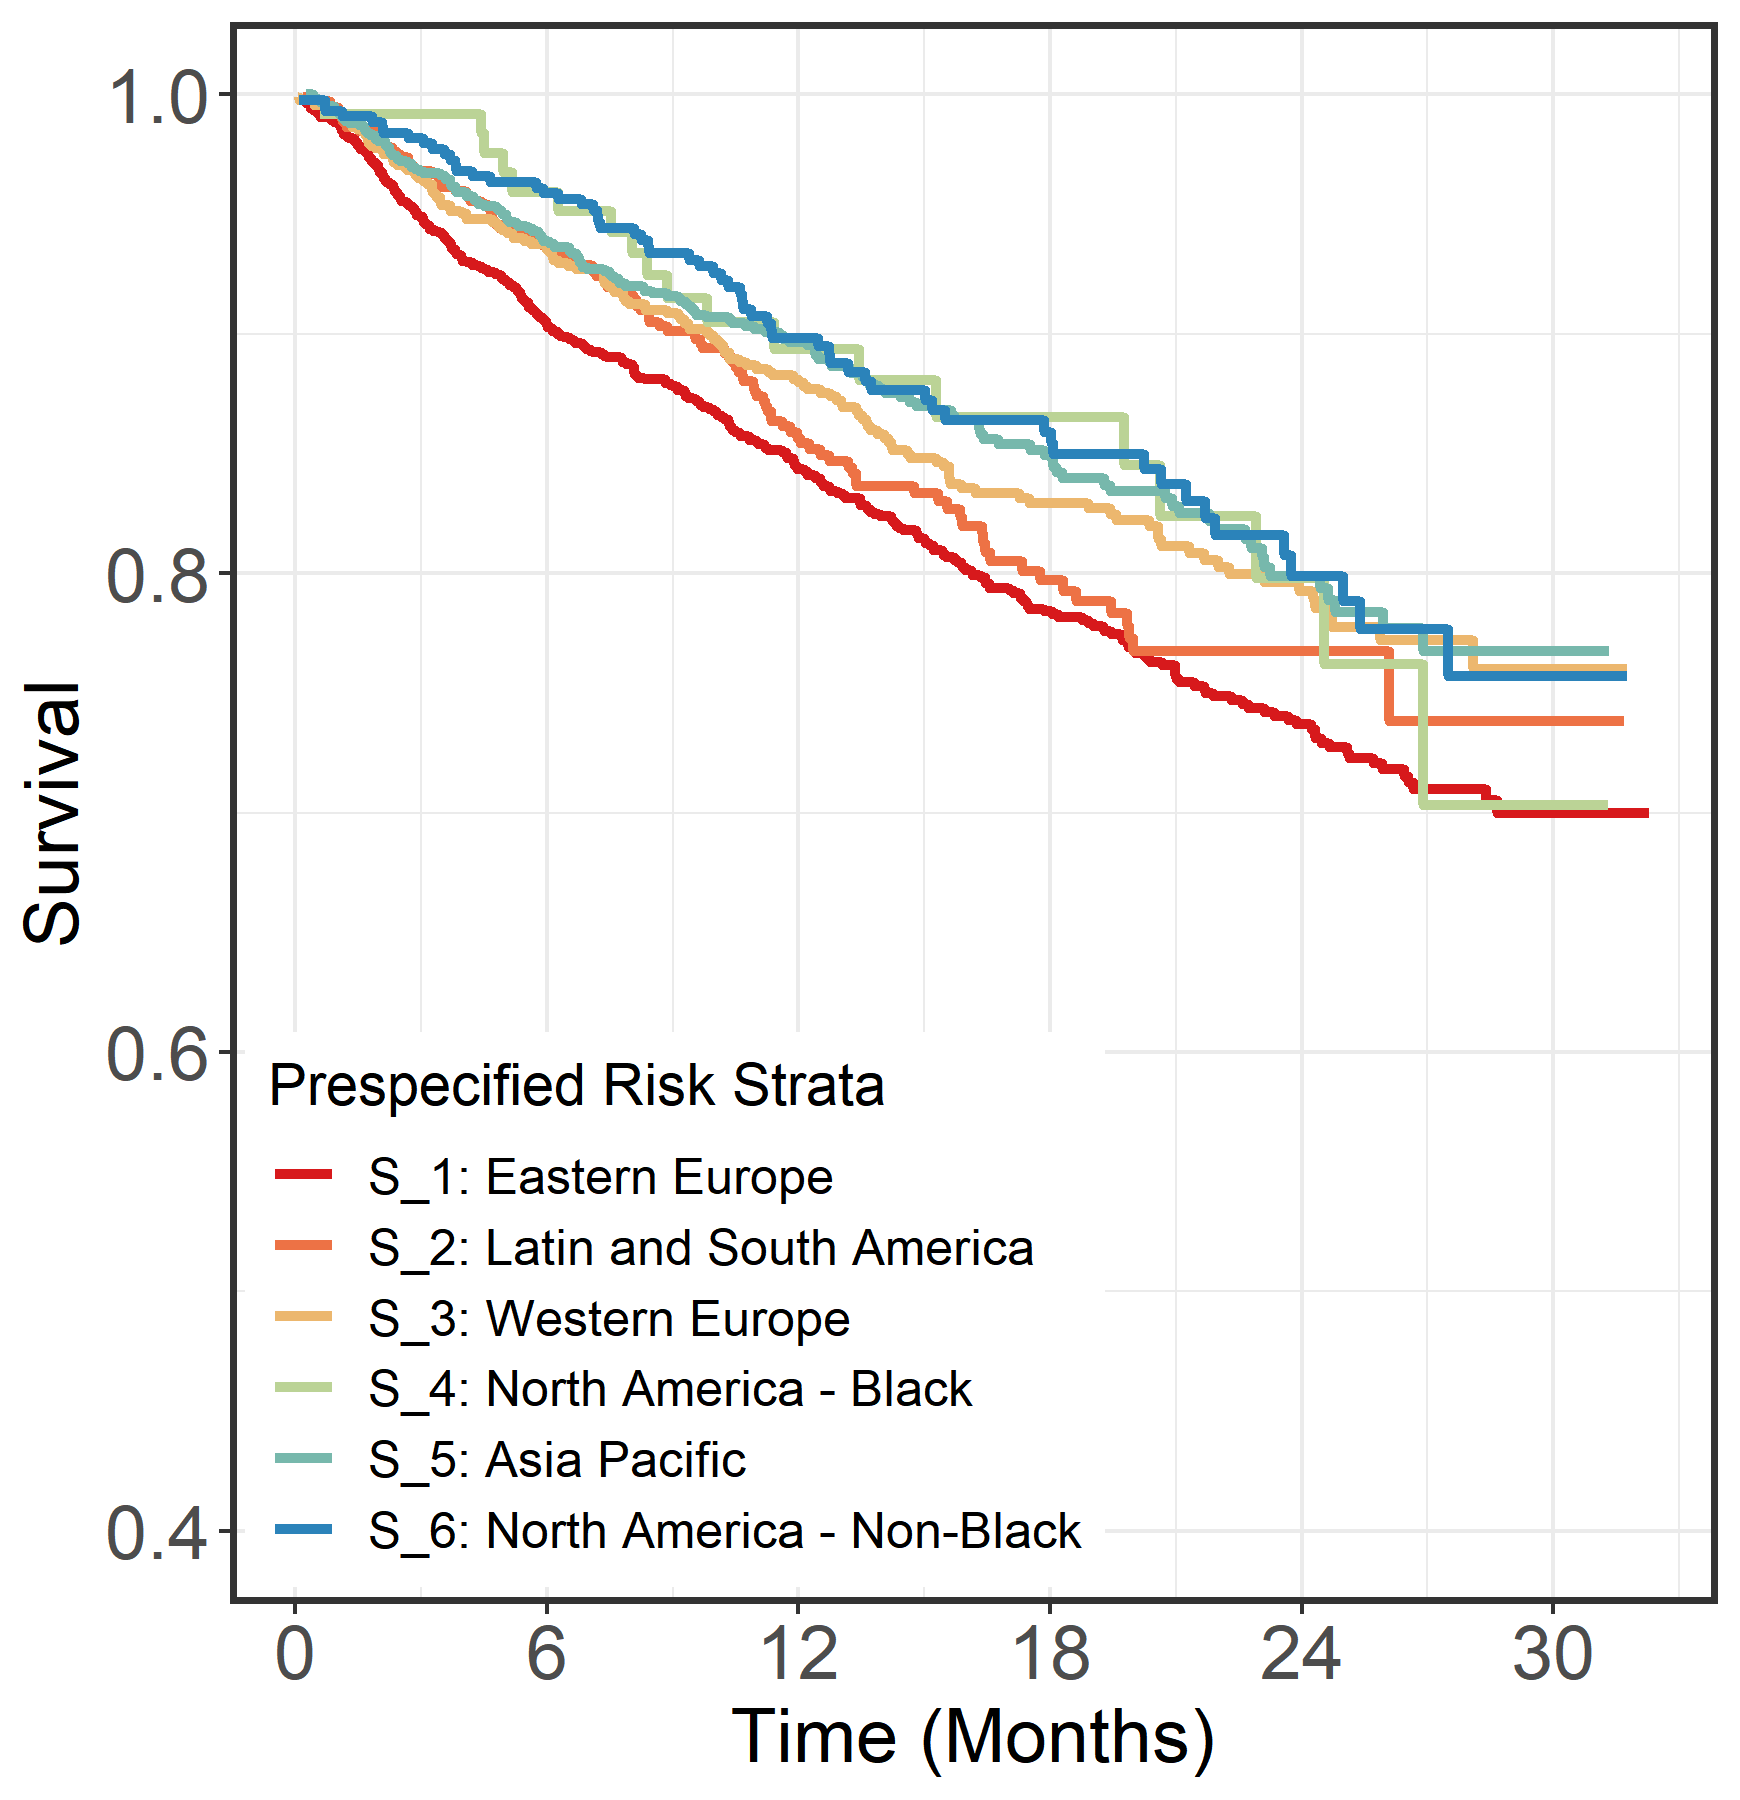 1.0
0.8
0.6
0.4
Survival
Prespecified Risk Strata
S_1: Eastern Europe
S_2: Latin and South America
S_3: Western Europe
S_4: North America - Black
S_5: Asia Pacific
S_6: North America - Non-Black
0 6 12 18 24 30
Time (Months)